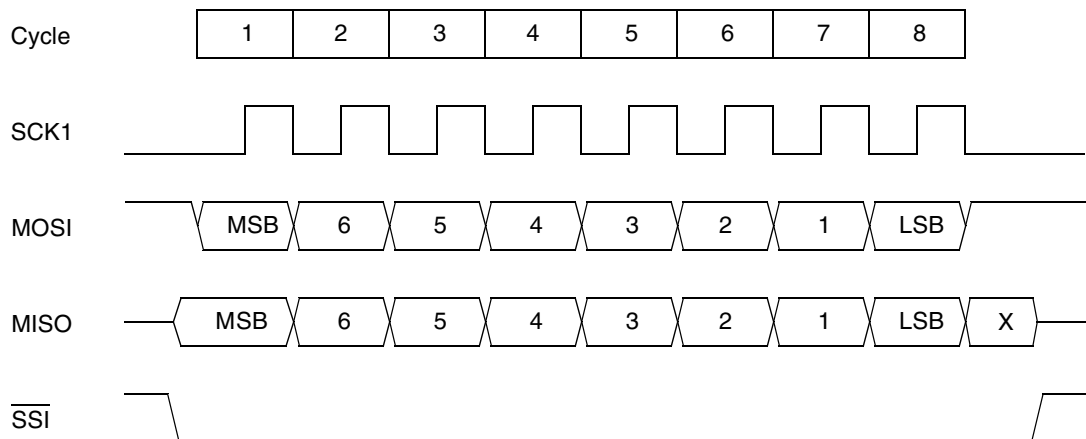 Cycle 1 2 3 4 5 6 7 8
SCK1
MOSI MSB 6 5 4 3 2 1 LSB
MISO MSB 6 5 4 3 2 1 LSB X
SSI